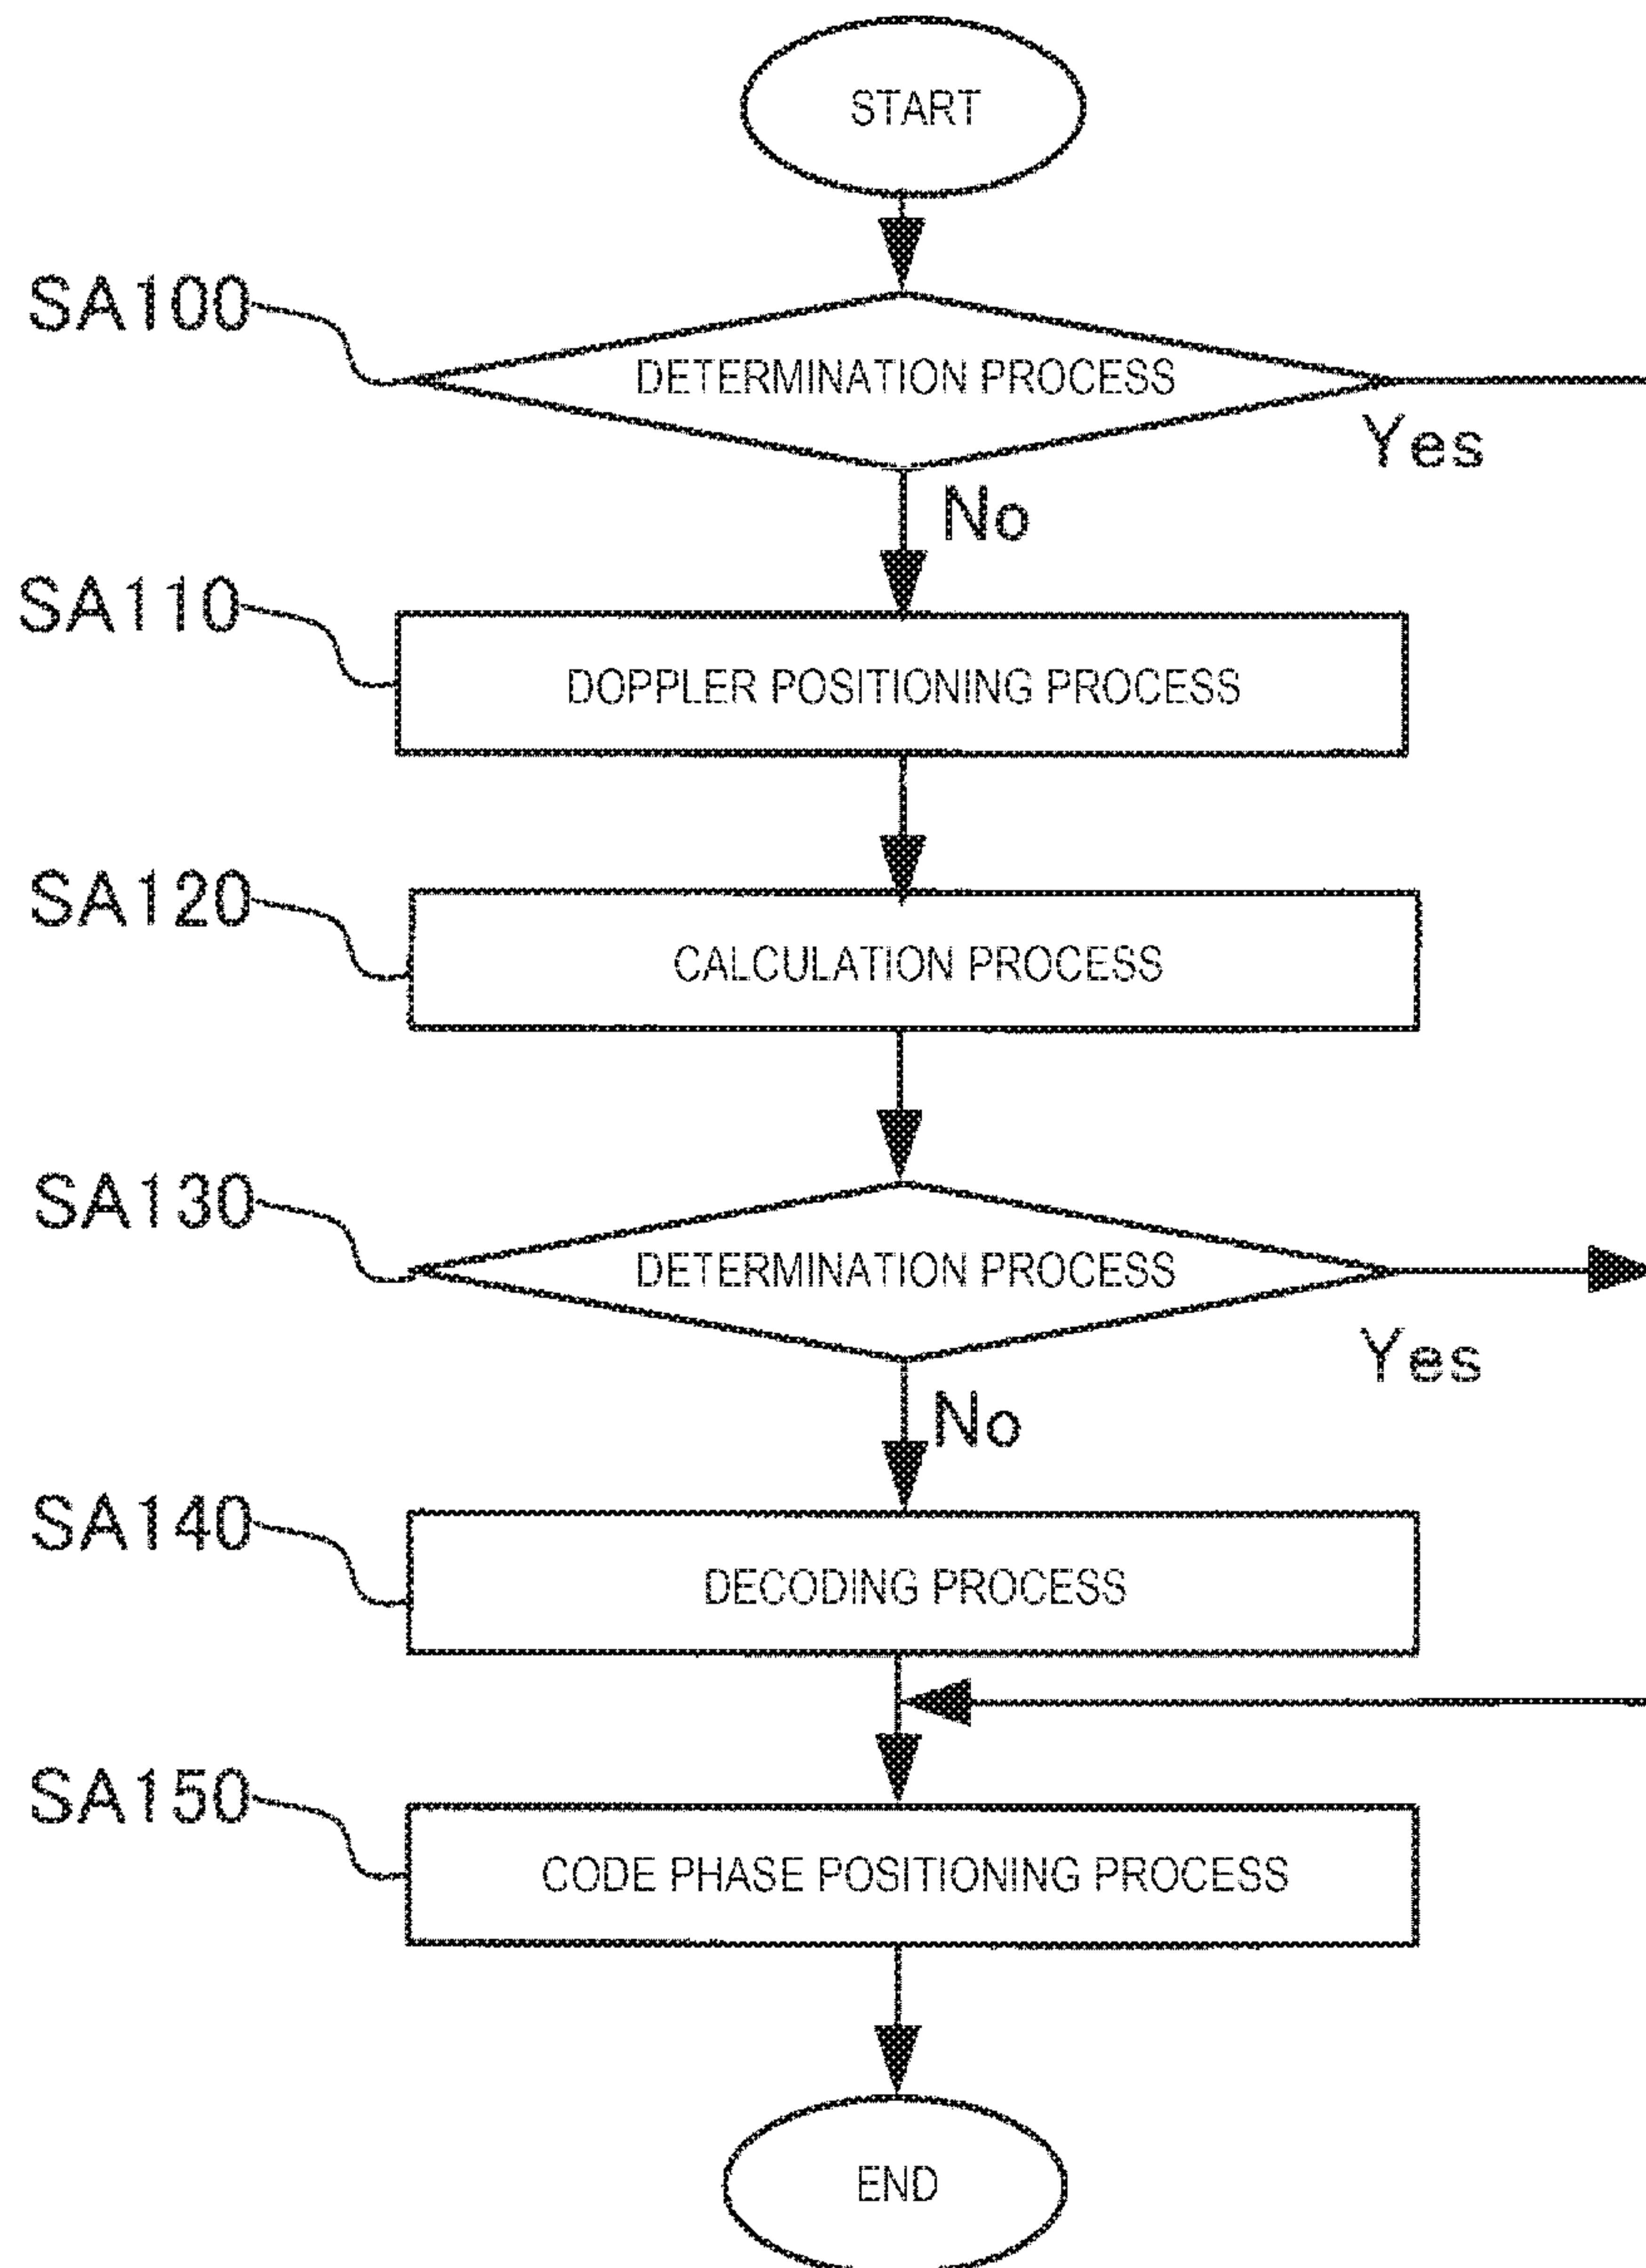 START
SA100
DETERMINATION PROCESS
Yes
No
SA110
DOPPLER POSITIONING PROCESS
SA120
CALCULATION PROCESS
SA130
DETERMINATION PROCESS
Yes
No
SA140
DECODING PROCESS
SA150
CODE PHASE POSITIONING PROCESS
END